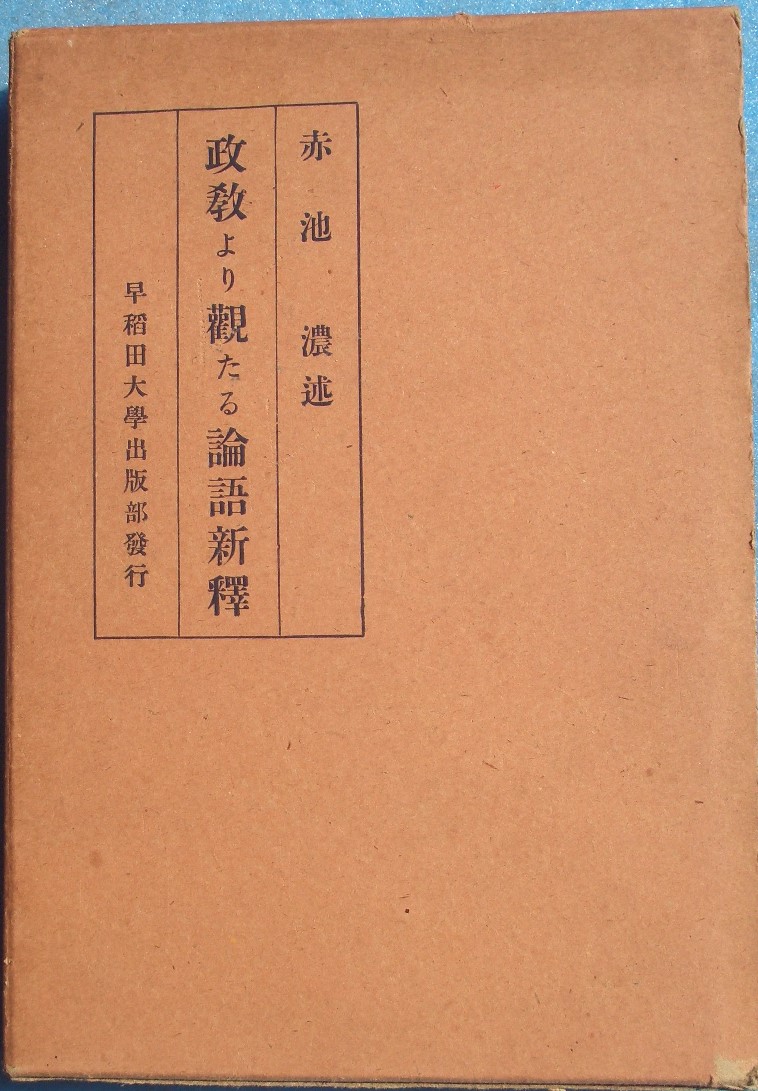 赤池濃述
政敎より觀たる論語新釋
早稻田大學出版部發行